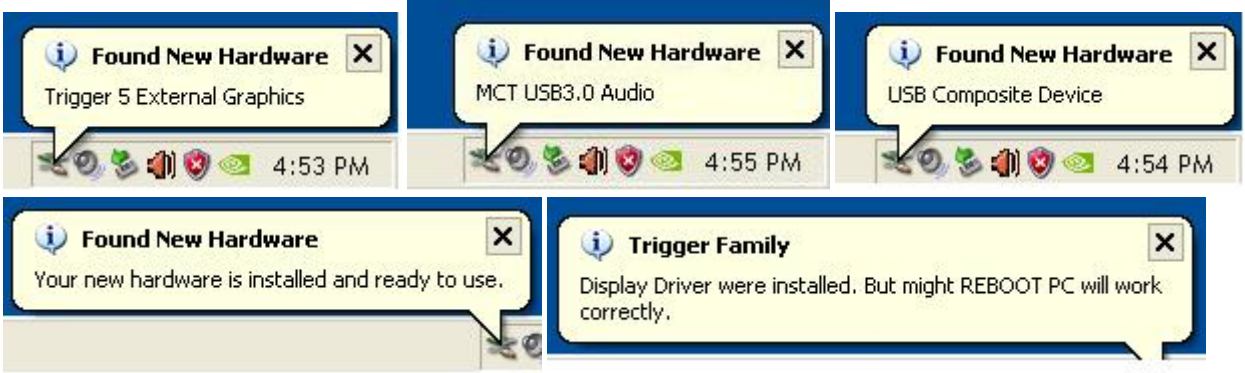 Found New Hardware
Trigger 5 External Graphics
4:53 PM
Found New Hardware
MCT USB3.0 Audio
4:55 PM
Found New Hardware
USB Composite Device
4:54 PM
Found New Hardware
Your new hardware is installed and ready to use.
Trigger Family
Display Driver were installed. But might REBOOT PC will work
correctly.